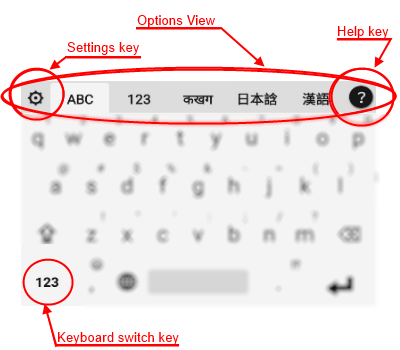 Options View
Settings key
Help key
ABC 123 कखग 日本語 漢語 ?
q w e r t y u i o p
a s d f g h j k l
z x c v b n m
123
Keyboard switch key